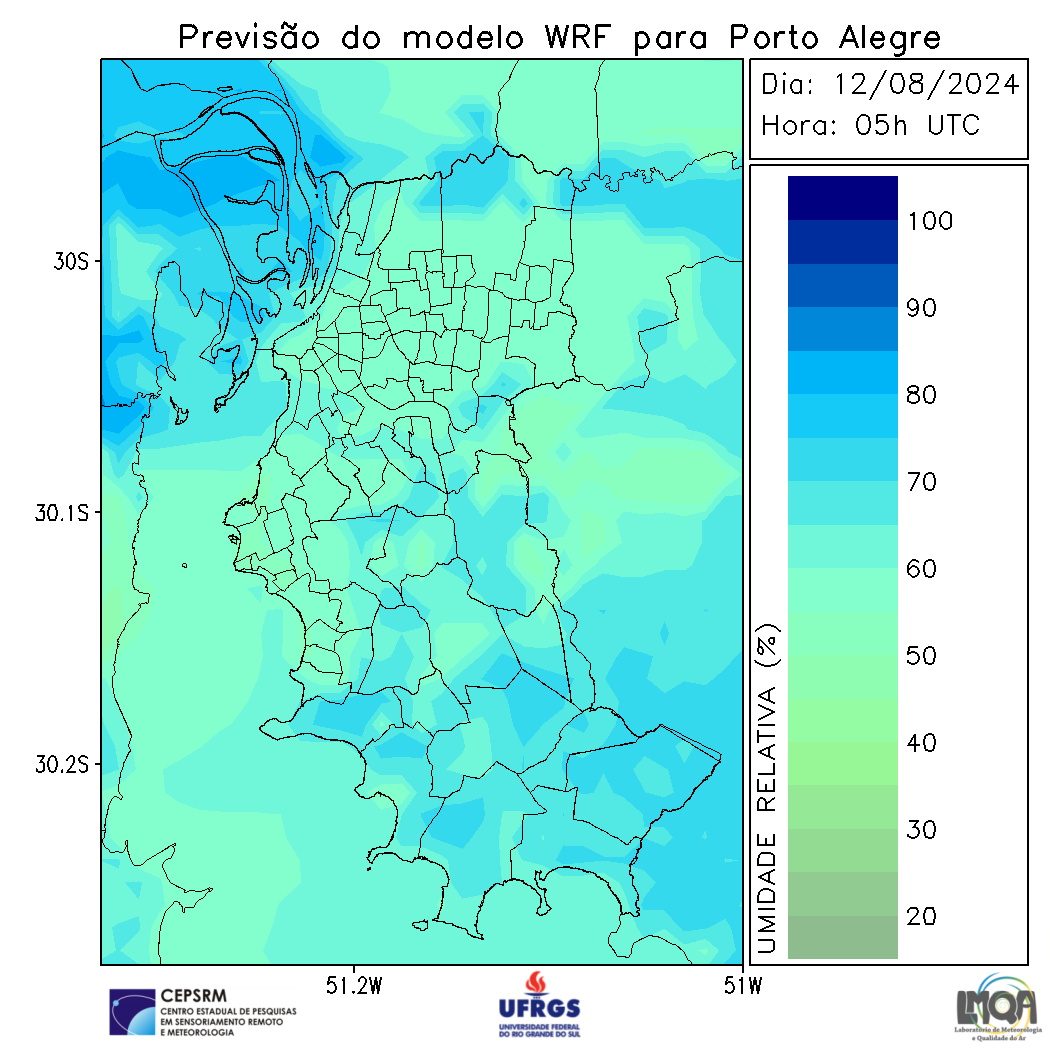 Previsão do modelo WRF para Porto Alegre
Dia: 12/08/2024
Hora: 05h UTC
30S
30.1S
30.2S
51.2W
51W
100
90
80
70
60
50
40
30
20
UMIDADE RELATIVA (%)
CEPSRM
CENTRO ESTADUAL DE PESQUISAS
EM SENSORIAMENTO REMOTO
E METEOROLOGIA
UFRGS
UNIVERSIDADE FEDERAL
DO RIO GRANDE DO SUL
LMQA
Laboratório de Meteorologia
e Qualidade do Ar